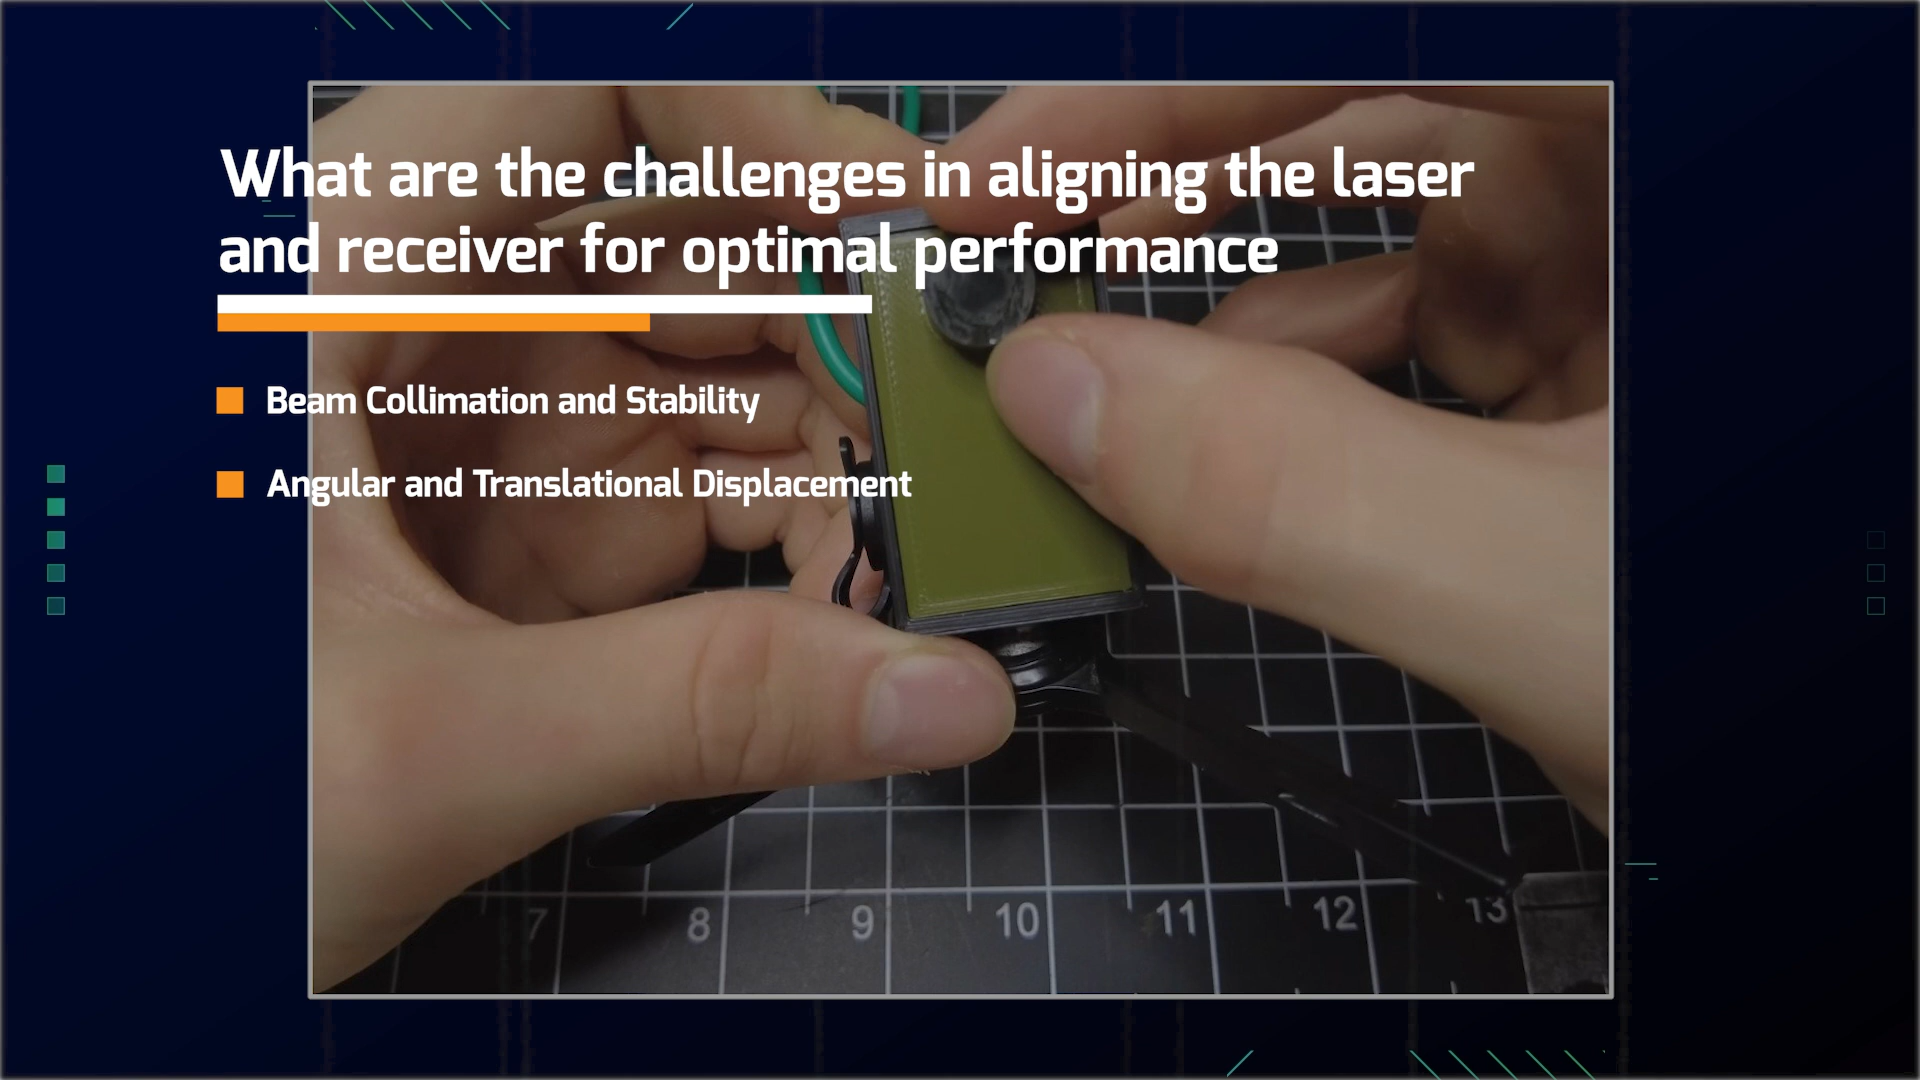 What are the challenges in aligning the laser
and receiver for optimal performance
Beam Collimation and Stability
Angular and Translational Displacement
7 8 9 10 11 12 13